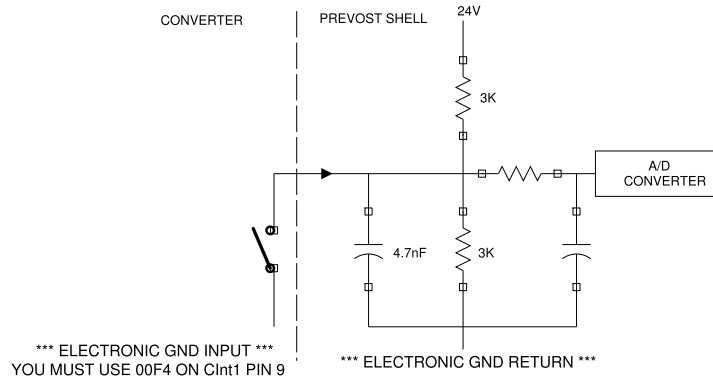 CONVERTER
PREVOST SHELL
24V
3K
A/D
CONVERTER
4.7nF
3K
*** ELECTRONIC GND INPUT ***
YOU MUST USE 00F4 ON CInt1 PIN 9
*** ELECTRONIC GND RETURN ***